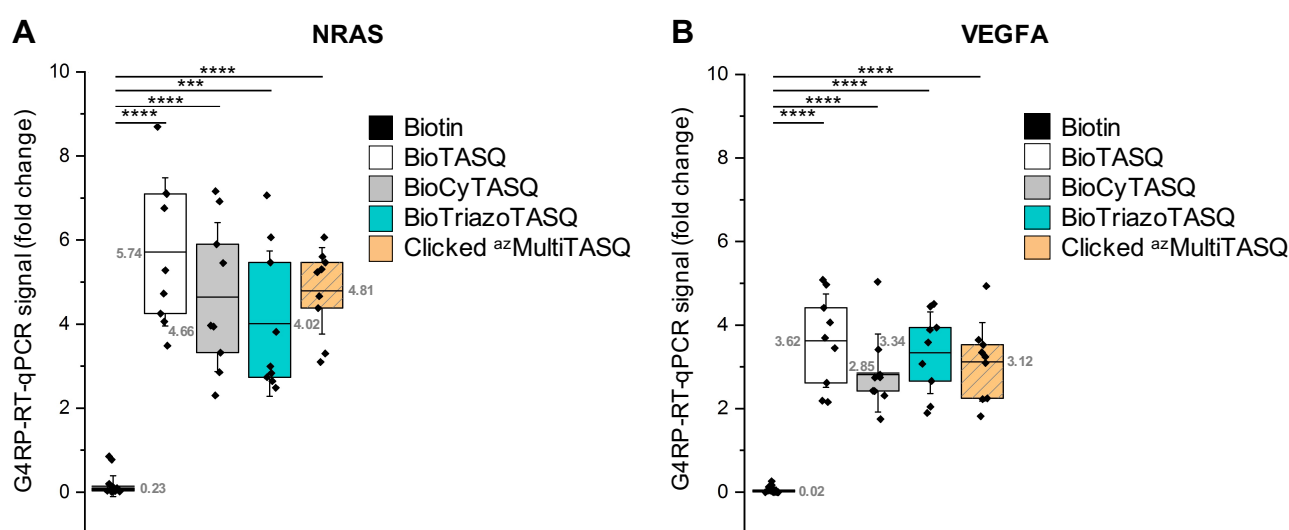 A
NRAS
G4RP-RT-qPCR signal (fold change)
10
8
6
4
2
0
****
***
****
****
Biotin
BioTASQ
BioCyTASQ
BioTriazoTASQ
Clicked azMultiTASQ
5.74
4.66
4.02
4.81
0.23
B
VEGFA
G4RP-RT-qPCR signal (fold change)
10
8
6
4
2
0
****
****
****
****
Biotin
BioTASQ
BioCyTASQ
BioTriazoTASQ
Clicked azMultiTASQ
3.62
2.85
3.34
3.12
0.02